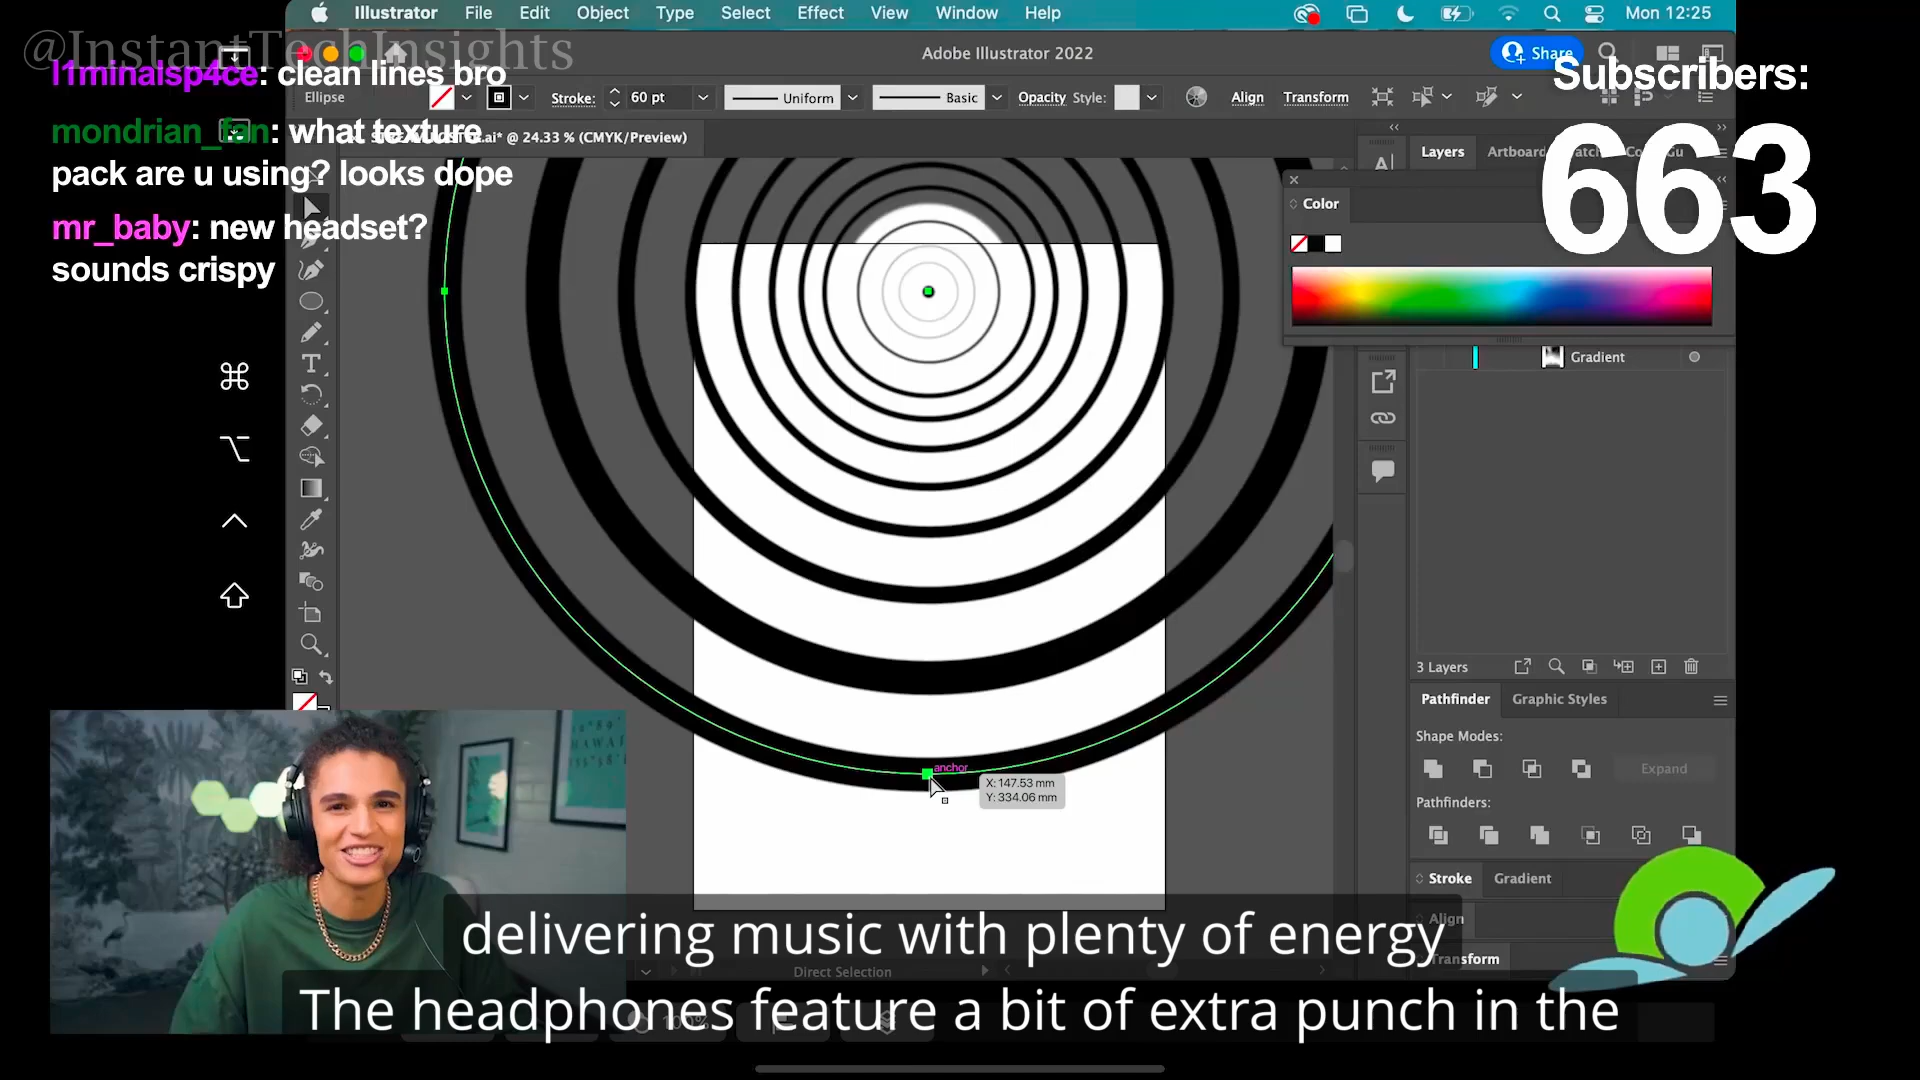 Illustrator File Edit Object Type Select Effect View Window Help
Mon 12:25
@InstantTechInsights
Adobe Illustrator 2022
Share
l1minalsp4ce: clean lines bro
Subscribers:
663
Ellipse
Stroke: 60 pt Uniform Basic Opacity Style: Align Transform
mondrian_fan: what texture
pack are u using? looks dope
.ai* @ 24.33 % (CMYK/Preview)
Layers
mr_baby: new headset?
sounds crispy
Color
Gradient
3 Layers
Pathfinder Graphic Styles
Shape Modes:
Expand
Pathfinders:
anchor
X: 147.53 mm
Y: 334.06 mm
Stroke Gradient
Align
Transform
Direct Selection
delivering music with plenty of energy
The headphones feature a bit of extra punch in the